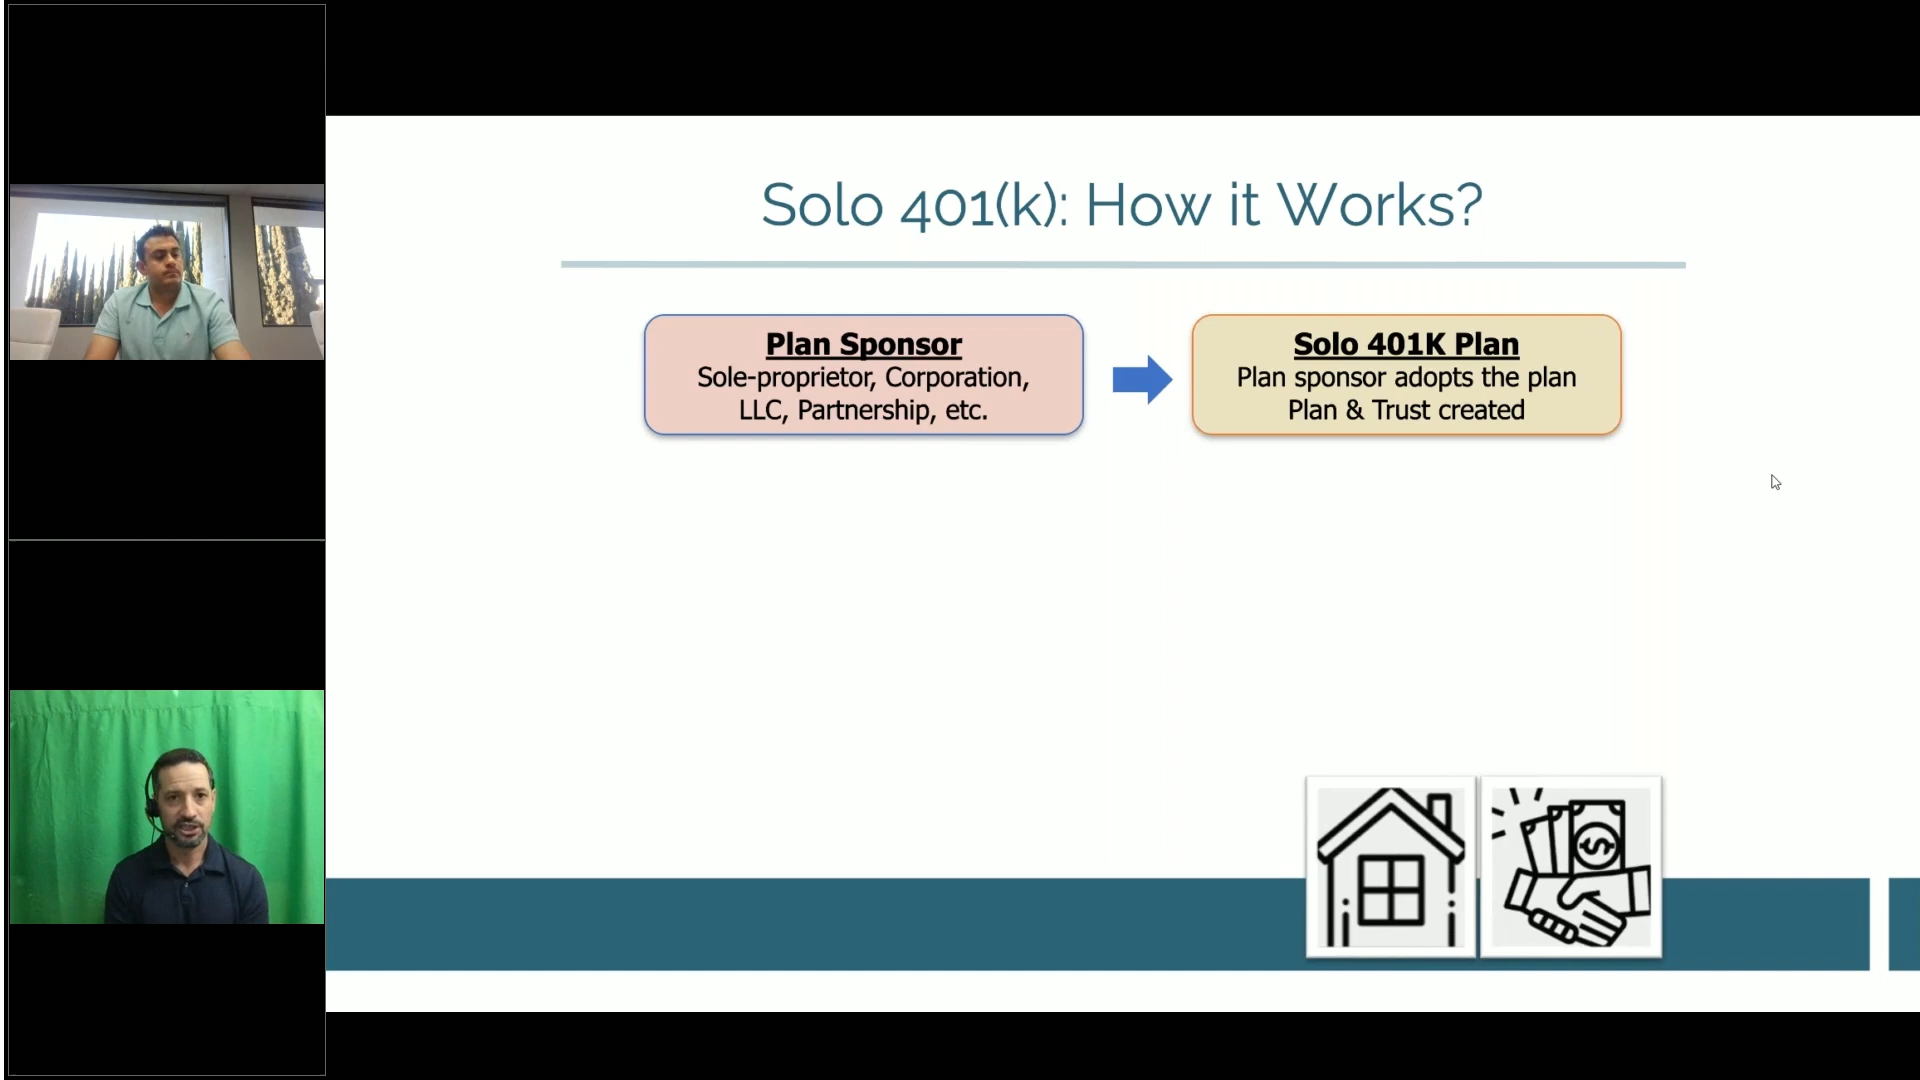 Solo 401(k): How it Works?
Plan Sponsor
Sole-proprietor, Corporation,
LLC, Partnership, etc.
Solo 401K Plan
Plan sponsor adopts the plan
Plan & Trust created